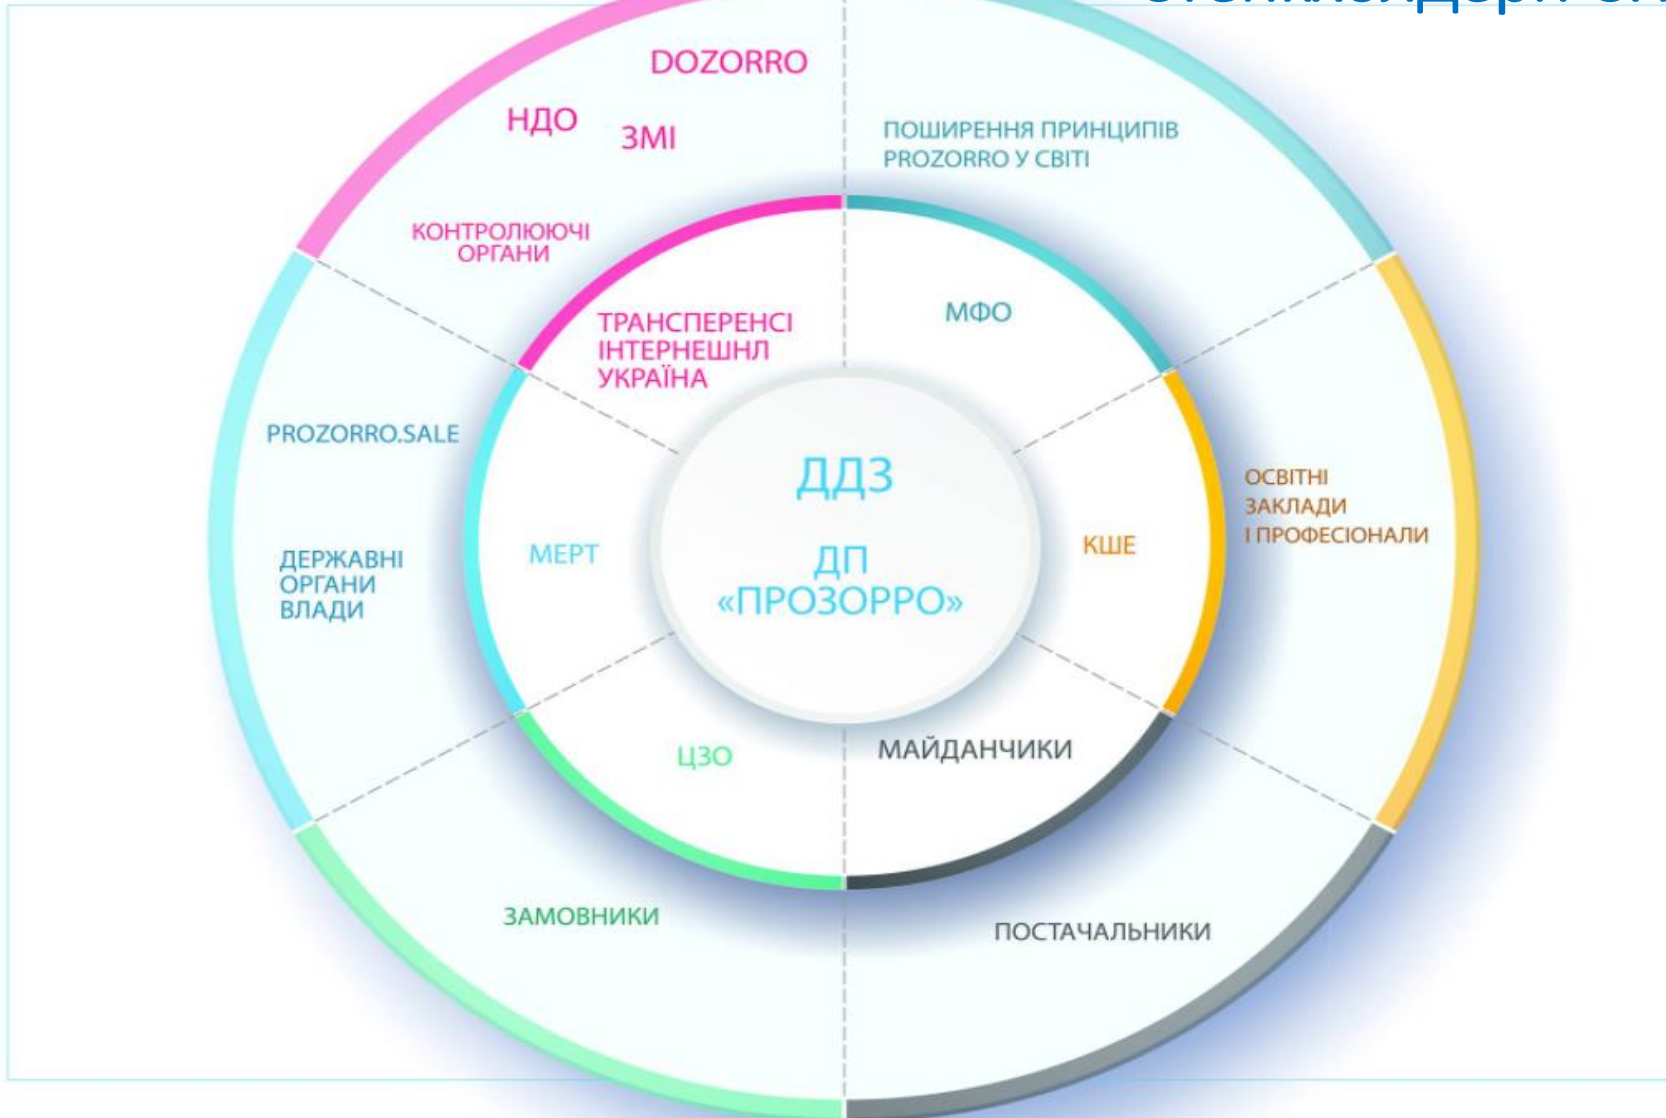 DOZORRO
НДО
ЗМІ
КОНТРОЛЮЮЧІ
ОРГАНИ
ПОШИРЕННЯ ПРИНЦИПІВ
PROZORRO У СВІТІ
ТРАНСПЕРЕНСІ
ІНТЕРНЕШНЛ
УКРАЇНА
МФО
PROZORRO.SALE
ДЕРЖАВНІ
ОРГАНИ
ВЛАДИ
МЕРТ
ДДЗ
ДП
«ПРОЗОРРО»
КШЕ
ОСВІТНІ
ЗАКЛАДИ
І ПРОФЕСІОНАЛИ
ЦЗО
МАЙДАНЧИКИ
ЗАМОВНИКИ
ПОСТАЧАЛЬНИКИ